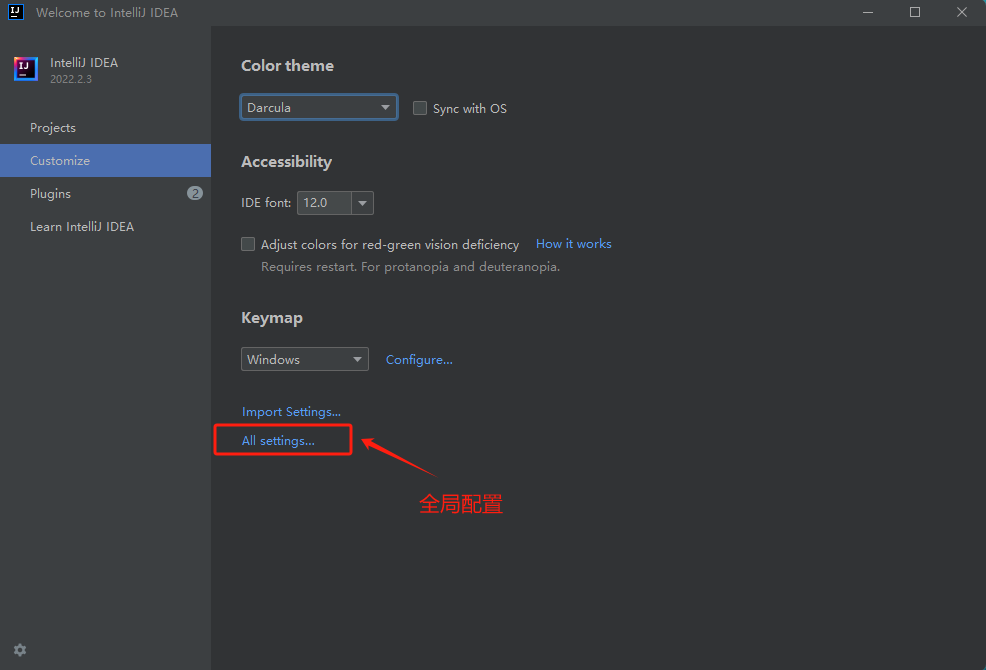 Welcome to IntelliJ IDEA
IntelliJ IDEA
2022.2.3
Projects
Customize
Plugins 2
Learn IntelliJ IDEA
Color theme
Darcula Sync with OS
Accessibility
IDE font: 12.0
Adjust colors for red-green vision deficiency How it works
Requires restart. For protanopia and deuteranopia.
Keymap
Windows Configure...
Import Settings...
All settings...
全局配置